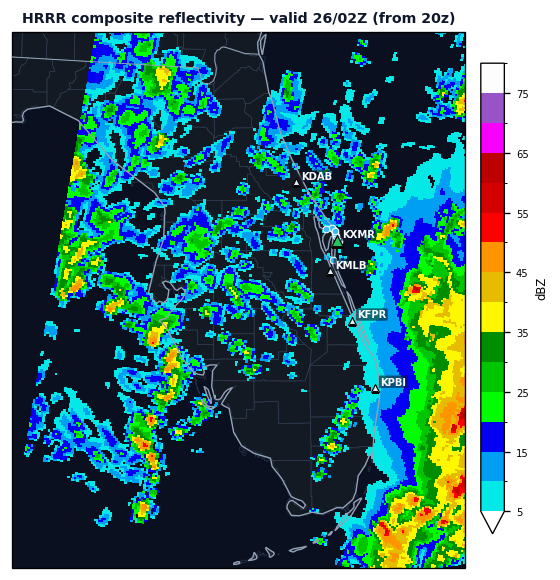 HRRR composite reflectivity — valid 26/02Z (from 20z)
KDAB
KXMR
KMLB
KFPR
KPBI
75
65
55
45
35
25
15
5
dBZ